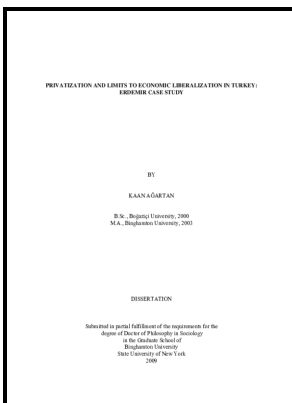 PRIVATIZATION AND LIMITS TO ECONOMIC LIBERALIZATION IN TURKEY:
ERDEMIR CASE STUDY
BY
KAAN AĞARTAN
B.Sc., Boğaziçi University, 2000
M.A., Binghamton University, 2003
DISSERTATION
Submitted in partial fulfillment of the requirements for the
degree of Doctor of Philosophy in Sociology
in the Graduate School of
Binghamton University
State University of New York
2009